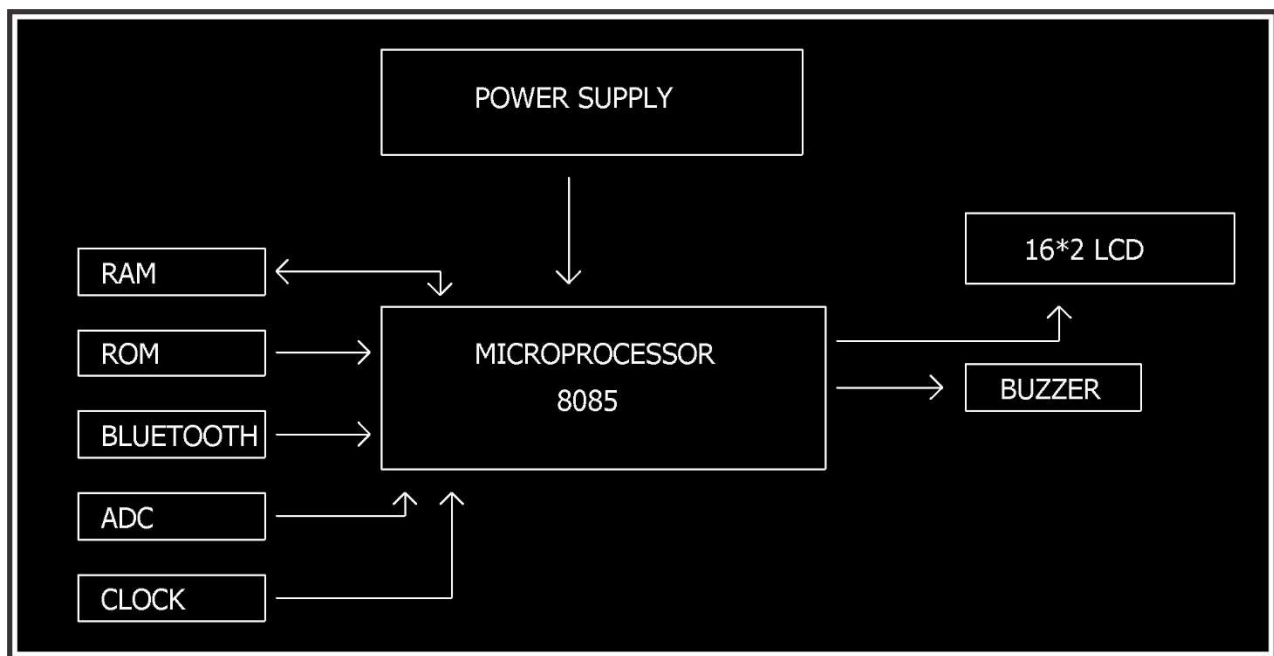 POWER SUPPLY
16*2 LCD
RAM
ROM
MICROPROCESSOR
8085
BUZZER
BLUETOOTH
ADC
CLOCK